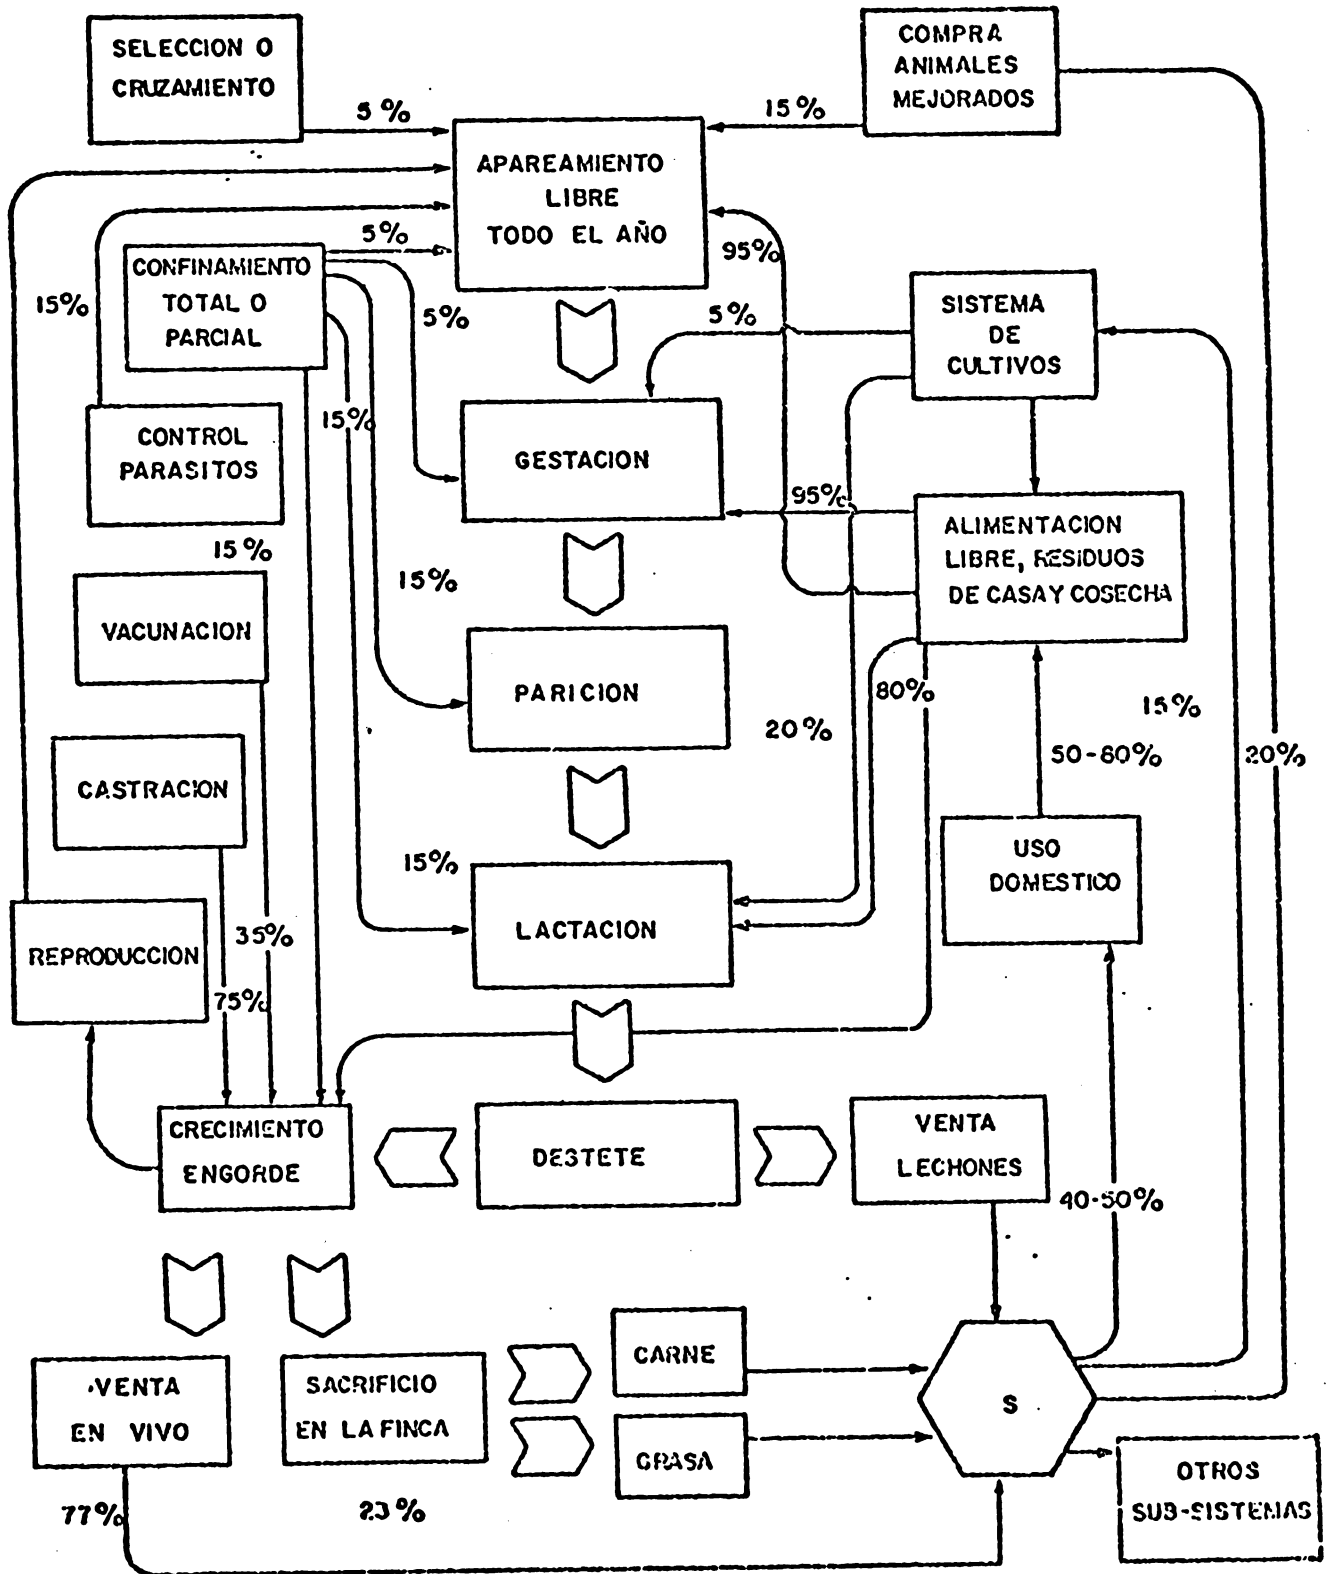 SELECCION O
CRUZAMIENTO
5%
COMPRA
ANIMALES
MEJORADOS
15%
APAREAMIENTO
LIBRE
TODO EL AÑO
5%
95%
CONFINAMIENTO
TOTAL O
PARCIAL
15%
5%
5%
SISTEMA
DE
CULTIVOS
15%
CONTROL
PARASITOS
GESTACION
95%
ALIMENTACION
LIBRE, RESIDUOS
DE CASA Y COSECHA
15%
15%
VACUNACION
PARICION
80%
15%
20%
50-60%
20%
CASTRACION
USO
DOMESTICO
15%
LACTACION
REPRODUCCION
35%
75%
CRECIMIENTO
ENGORDE
DESTETE
VENTA
LECHONES
40-50%
VENTA
EN VIVO
SACRIFICIO
EN LA FINCA
CARNE
GRASA
S
OTROS
SUB-SISTEMAS
77%
23%